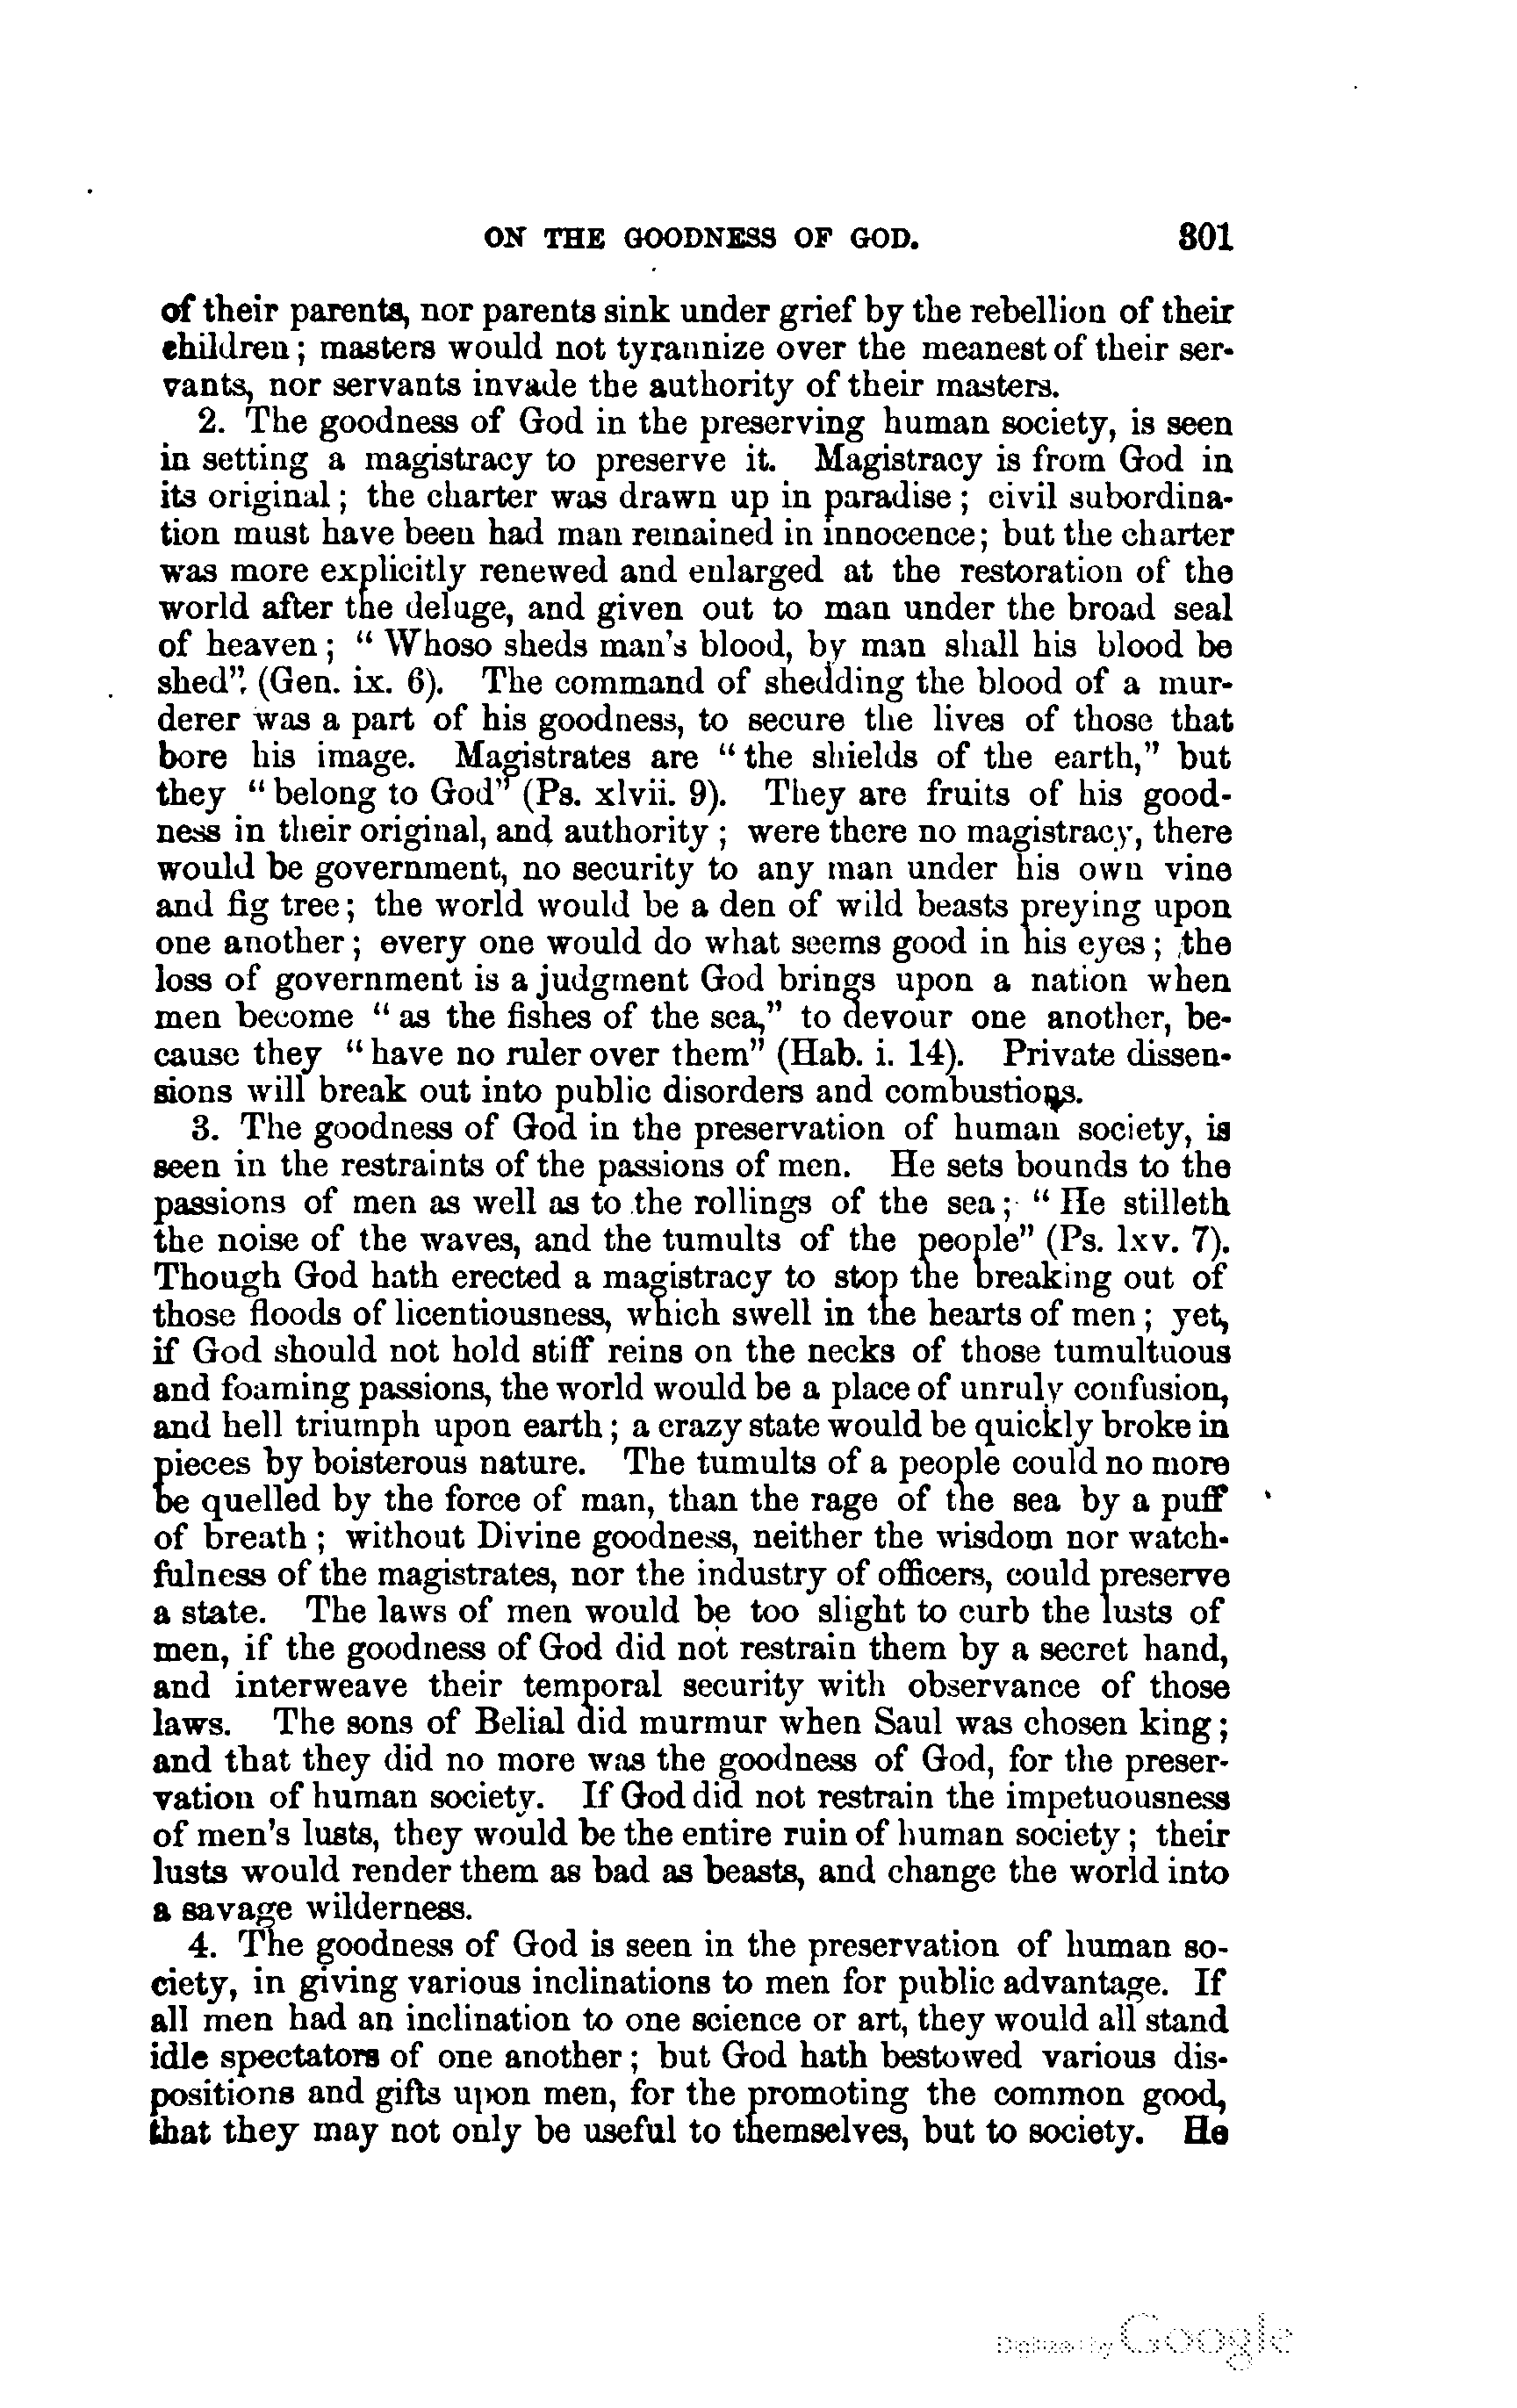 ON THE GOODNESS OF GOD. 301
of their parents, nor parents sink under grief by the rebellion of their
children; masters would not tyrannize over the meanest of their ser-
vants, nor servants invade the authority of their masters.
2. The goodness of God in the preserving human society, is seen
in setting a magistracy to preserve it. Magistracy is from God in
its original; the charter was drawn up in paradise; civil subordina-
tion must have been had man remained in innocence; but the charter
was more explicitly renewed and enlarged at the restoration of the
world after the deluge, and given out to man under the broad seal
of heaven; "Whoso sheds man's blood, by man shall his blood be
shed" (Gen. ix. 6). The command of shedding the blood of a mur-
derer was a part of his goodness, to secure the lives of those that
bore his image. Magistrates are "the shields of the earth," but
they "belong to God" (Ps. xlvii. 9). They are fruits of his good-
ness in their original, and authority; were there no magistracy, there
would be government, no security to any man under his own vine
and fig tree; the world would be a den of wild beasts preying upon
one another; every one would do what seems good in his eyes; the
loss of government is a judgment God brings upon a nation when
men become "as the fishes of the sea," to devour one another, be-
cause they "have no ruler over them" (Hab. i. 14). Private dissen-
sions will break out into public disorders and combustions.
3. The goodness of God in the preservation of human society, is
seen in the restraints of the passions of men. He sets bounds to the
passions of men as well as to the rollings of the sea; "He stilleth
the noise of the waves, and the tumults of the people" (Ps. lxv. 7).
Though God hath erected a magistracy to stop the breaking out of
those floods of licentiousness, which swell in the hearts of men; yet,
if God should not hold stiff reins on the necks of those tumultuous
and foaming passions, the world would be a place of unruly confusion,
and hell triumph upon earth; a crazy state would be quickly broke in
pieces by boisterous nature. The tumults of a people could no more
be quelled by the force of man, than the rage of the sea by a puff
of breath; without Divine goodness, neither the wisdom nor watch-
fulness of the magistrates, nor the industry of officers, could preserve
a state. The laws of men would be too slight to curb the lusts of
men, if the goodness of God did not restrain them by a secret hand,
and interweave their temporal security with observance of those
laws. The sons of Belial did murmur when Saul was chosen king;
and that they did no more was the goodness of God, for the preser-
vation of human society. If God did not restrain the impetuousness
of men's lusts, they would be the entire ruin of human society; their
lusts would render them as bad as beasts, and change the world into
a savage wilderness.
4. The goodness of God is seen in the preservation of human so-
ciety, in giving various inclinations to men for public advantage. If
all men had an inclination to one science or art, they would all stand
idle spectators of one another; but God hath bestowed various dis-
positions and gifts upon men, for the promoting the common good,
that they may not only be useful to themselves, but to society. He
Digitized by Google